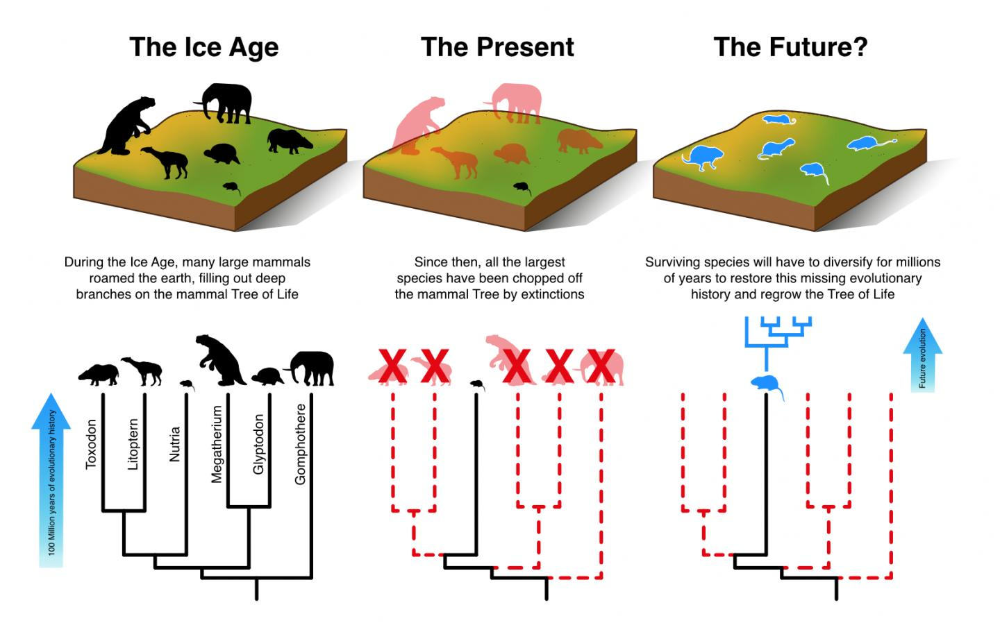 The Ice Age
The Present
The Future?
During the Ice Age, many large mammals
roamed the earth, filling out deep
branches on the mammal Tree of Life
Since then, all the largest
species have been chopped off
the mammal Tree by extinctions
Surviving species will have to diversify for millions
of years to restore this missing evolutionary
history and regrow the Tree of Life
100 Million years of evolutionary history
Toxodon
Litoptern
Nutria
Megatherium
Glyptodon
Gomphothere
X
X
X
X
X
Future evolution